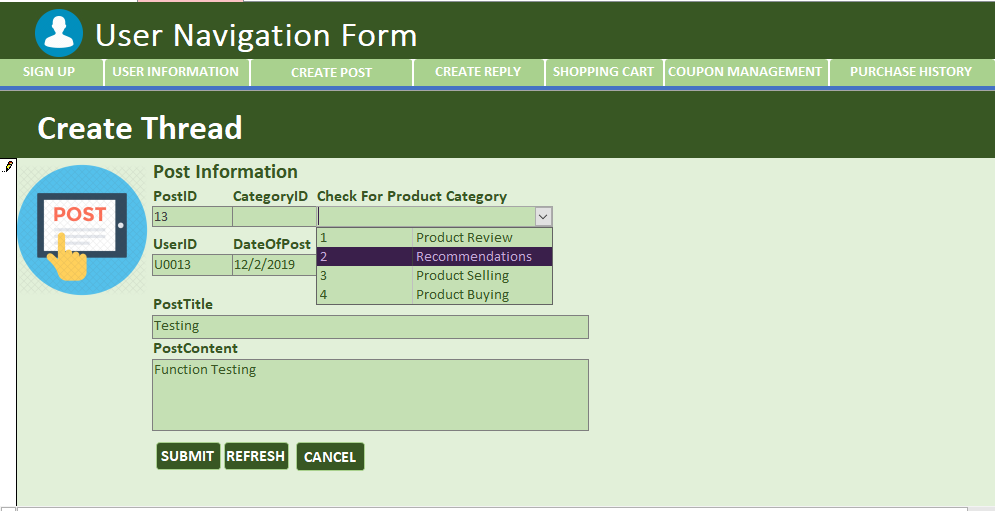 User Navigation Form
SIGN UP USER INFORMATION CREATE POST CREATE REPLY SHOPPING CART COUPON MANAGEMENT PURCHASE HISTORY
Create Thread
POST
Post Information
PostID CategoryID Check For Product Category
13
1 Product Review
2 Recommendations
3 Product Selling
4 Product Buying
UserID DateOfPost
U0013 12/2/2019
PostTitle
Testing
PostContent
Function Testing
SUBMIT REFRESH CANCEL